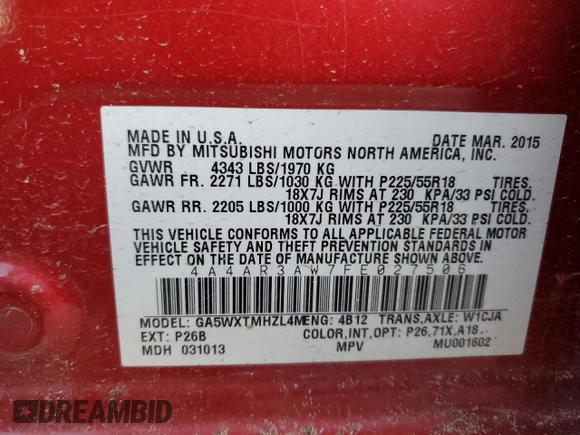 MADE IN U.S.A. DATE MAR. 2015
MFD BY MITSUBISHI MOTORS NORTH AMERICA, INC.
GVWR 4343 LBS/1970 KG
GAWR FR. 2271 LBS/1030 KG WITH P225/55R18 TIRES.
18X7J RIMS AT 230 KPA/33 PSI COLD.
GAWR RR. 2205 LBS/1000 KG WITH P225/55R18 TIRES.
18X7J RIMS AT 230 KPA/33 PSI COLD.
THIS VEHICLE CONFORMS TO ALL APPLICABLE FEDERAL MOTOR
VEHICLE SAFETY AND THEFT PREVENTION STANDARDS IN
EFFECT ON THE DATE OF MANUFACTURE SHOWN ABOVE.
4A4AR3AW7FE027506
MODEL: GA5WXTMHZL4M ENG: 4B12 TRANS,AXLE: W1CJA
EXT: P26B COLOR,INT,OPT: P26,71X,A18
MDH 031013 MPV MU001602
DREAMBID